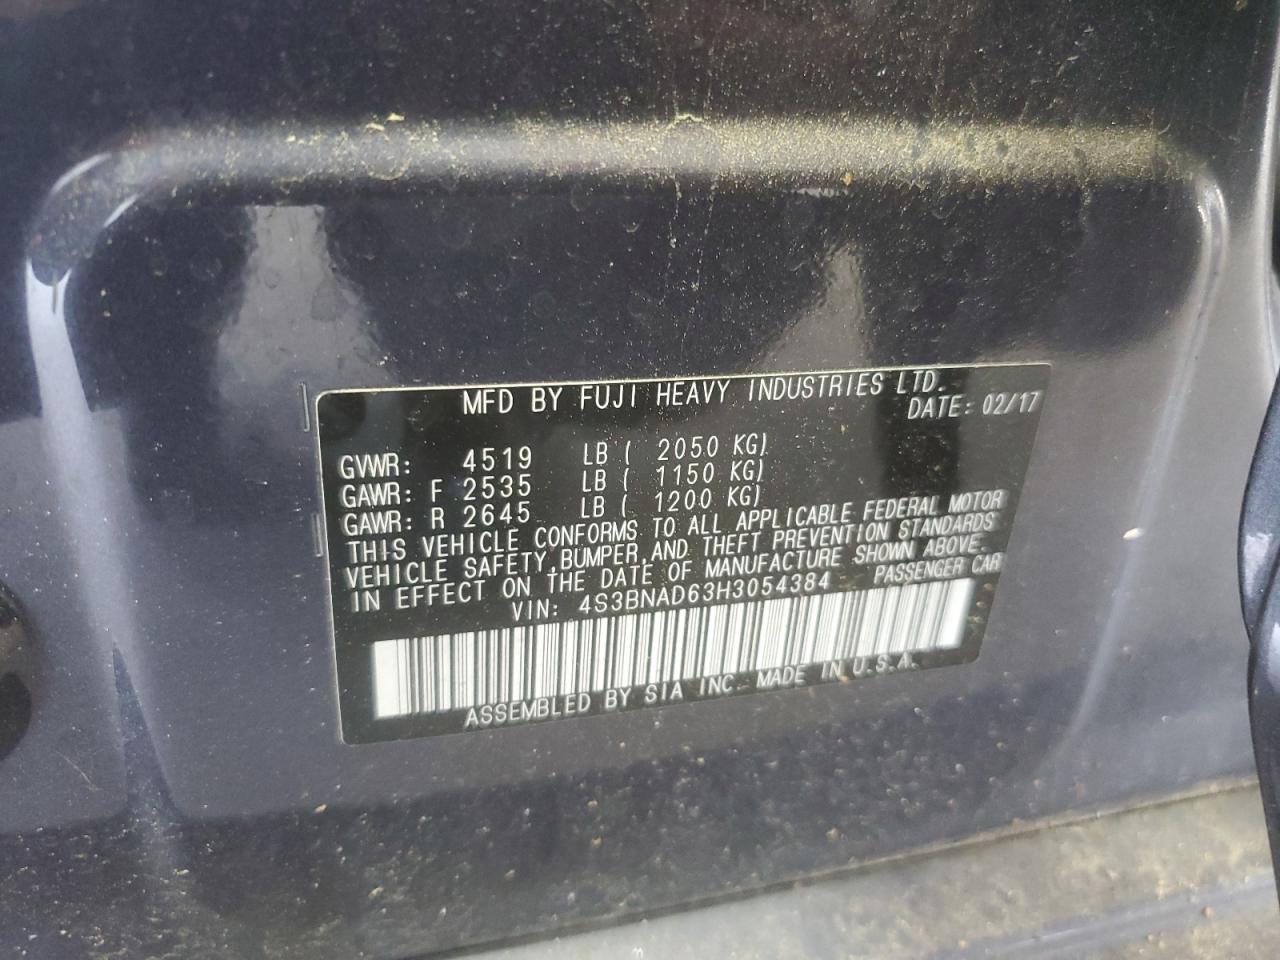 MFD BY FUJI HEAVY INDUSTRIES LTD.
DATE: 02/17
GVWR: 4519 LB ( 2050 KG)
GAWR: F 2535 LB ( 1150 KG)
GAWR: R 2645 LB ( 1200 KG)
THIS VEHICLE CONFORMS TO ALL APPLICABLE FEDERAL MOTOR
VEHICLE SAFETY, BUMPER, AND THEFT PREVENTION STANDARDS
IN EFFECT ON THE DATE OF MANUFACTURE SHOWN ABOVE.
VIN: 4S3BNAD63H3054384 PASSENGER CAR
ASSEMBLED BY SIA INC. MADE IN U.S.A.